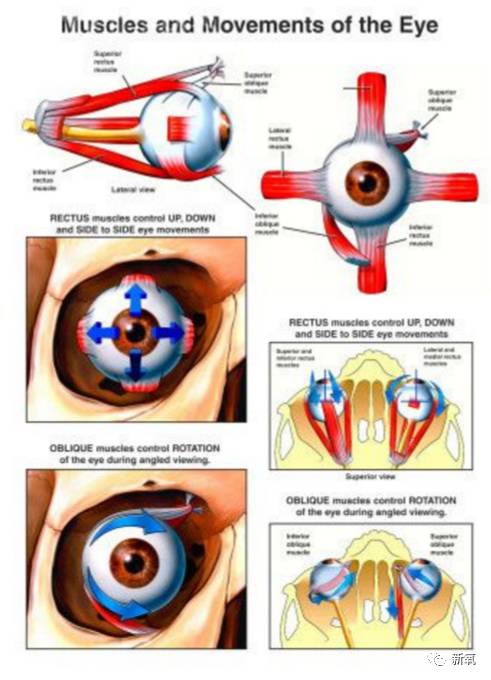 Muscles and Movements of the Eye
Superior
rectus
muscle
Superior
oblique
muscle
Inferior
rectus
muscle
Lateral view
Superior
oblique
muscle
Lateral
rectus
muscle
Inferior
oblique
muscle
Inferior
rectus
muscle
RECTUS muscles control UP, DOWN
and SIDE to SIDE eye movements
RECTUS muscles control UP, DOWN
and SIDE to SIDE eye movements
Superior and
inferior rectus
muscles
Lateral and
medial rectus
muscles
Superior view
OBLIQUE muscles control ROTATION
of the eye during angled viewing.
OBLIQUE muscles control ROTATION
of the eye during angled viewing.
Inferior
oblique
muscle
Superior
oblique
muscle
新氧